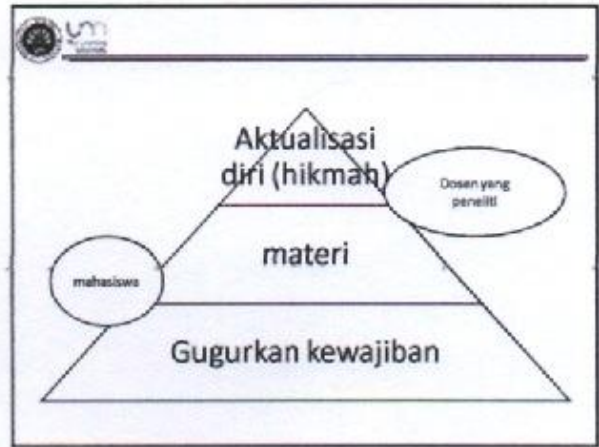 Aktualisasi
diri (hikmah)
Dosen yang
peneliti
materi
mahasiswa
Gugurkan kewajiban